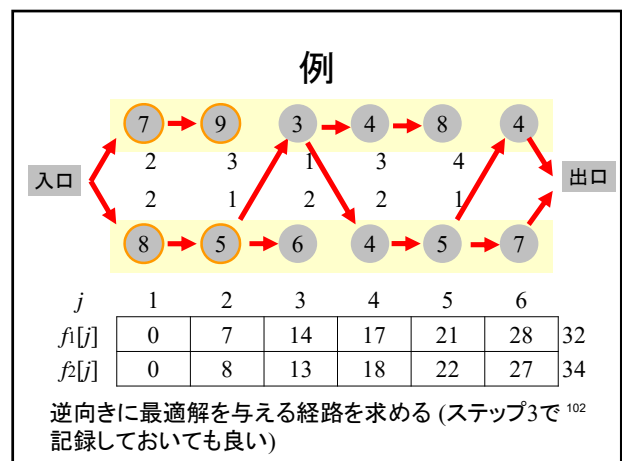 例
7 9 3 4 8 4
2 3 1 3 4
入口 出口
2 1 2 2 1
8 5 6 4 5 7
j 1 2 3 4 5 6
f1[j] 0 7 14 17 21 28 32
f2[j] 0 8 13 18 22 27 34
逆向きに最適解を与える経路を求める (ステップ3で 102
記録しておいても良い)